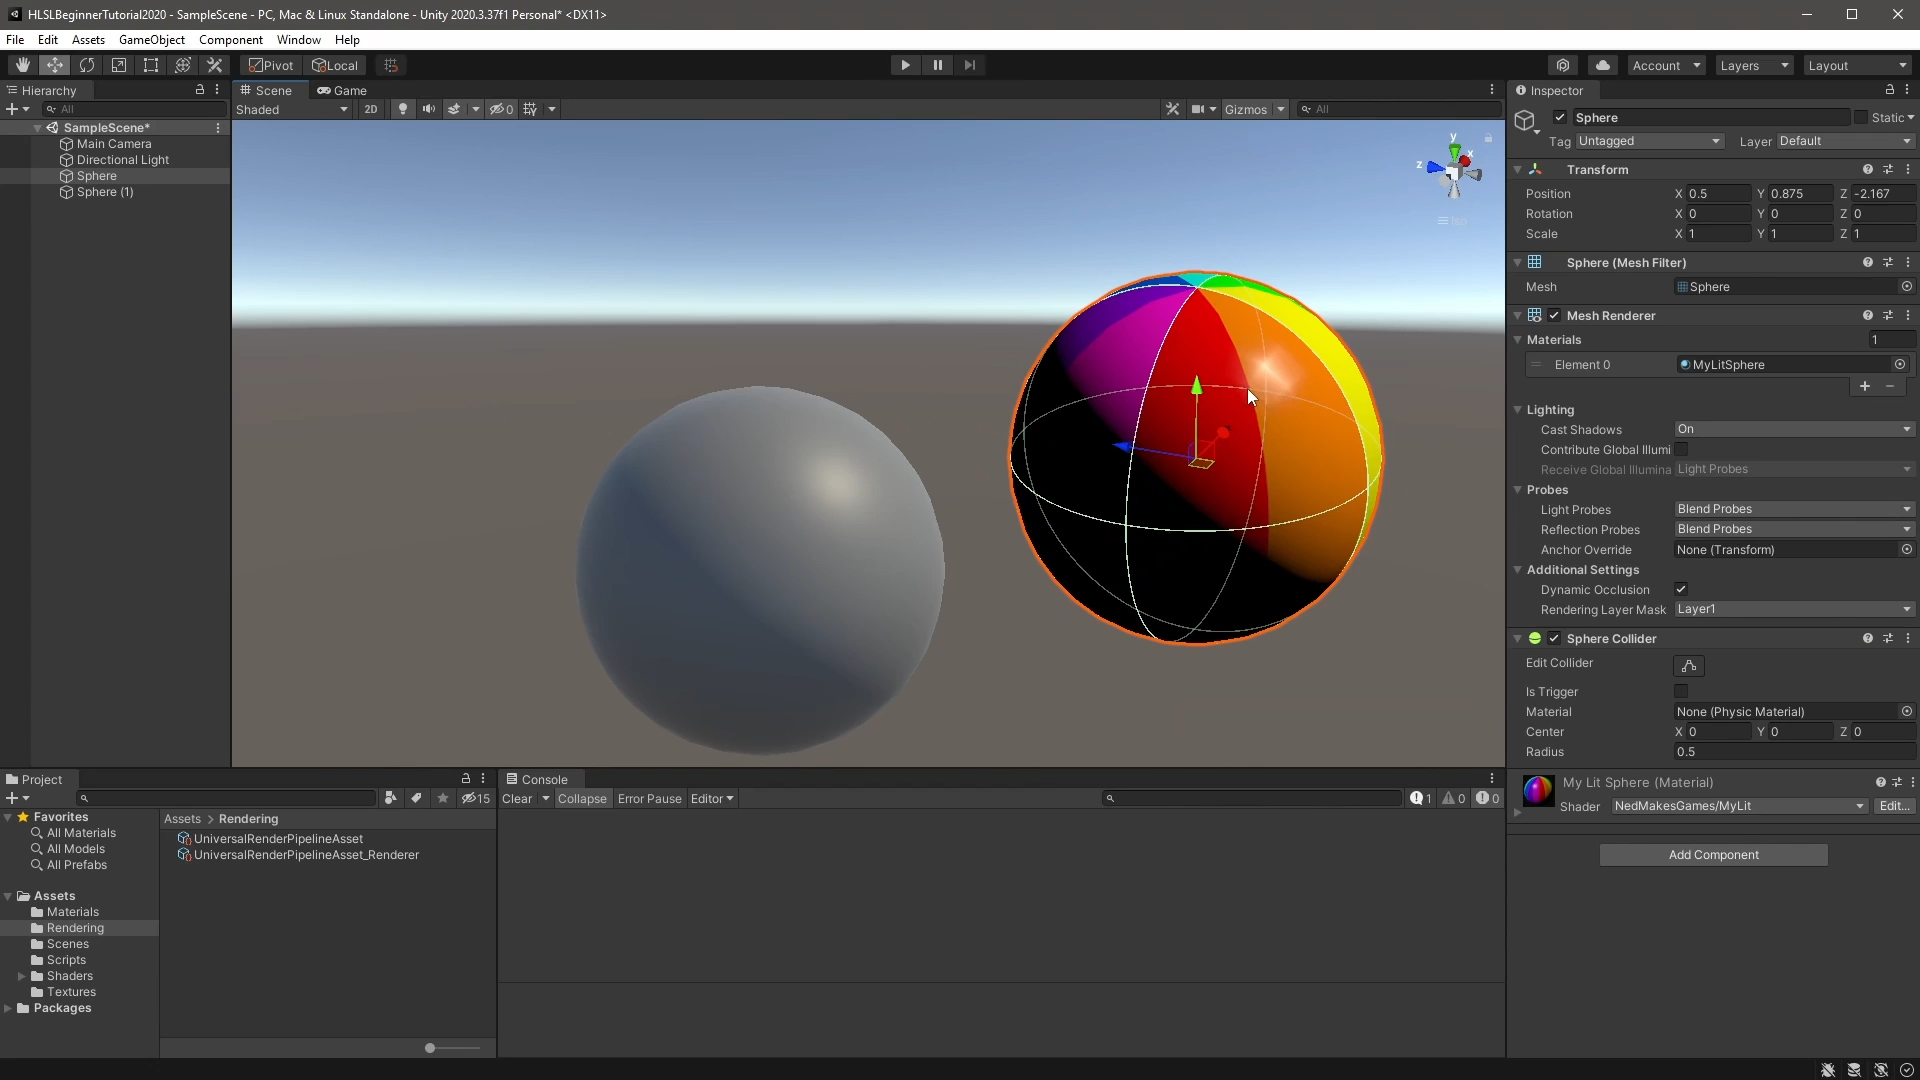 HLSLBeginnerTutorial2020 - SampleScene - PC, Mac & Linux Standalone - Unity 2020.3.37f1 Personal* <DX11>
File Edit Assets GameObject Component Window Help
Pivot Local
Account Layers Layout
Hierarchy
All
SampleScene*
Main Camera
Directional Light
Sphere
Sphere (1)
Scene Game
Shaded 2D 0 Gizmos All
y
x
z
Iso
Inspector
Sphere Static
Tag Untagged Layer Default
Transform
Position X 0.5 Y 0.875 Z -2.167
Rotation X 0 Y 0 Z 0
Scale X 1 Y 1 Z 1
Sphere (Mesh Filter)
Mesh Sphere
Mesh Renderer
Materials 1
Element 0 MyLitSphere
Lighting
Cast Shadows On
Contribute Global Illumi
Receive Global Illumina Light Probes
Probes
Light Probes Blend Probes
Reflection Probes Blend Probes
Anchor Override None (Transform)
Additional Settings
Dynamic Occlusion
Rendering Layer Mask Layer1
Sphere Collider
Edit Collider
Is Trigger
Material None (Physic Material)
Center X 0 Y 0 Z 0
Radius 0.5
My Lit Sphere (Material)
Shader NedMakesGames/MyLit Edit...
Add Component
Project
15
Favorites
All Materials
All Models
All Prefabs
Assets
Materials
Rendering
Scenes
Scripts
Shaders
Textures
Packages
Assets > Rendering
UniversalRenderPipelineAsset
UniversalRenderPipelineAsset_Renderer
Console
Clear Collapse Error Pause Editor 1 0 0